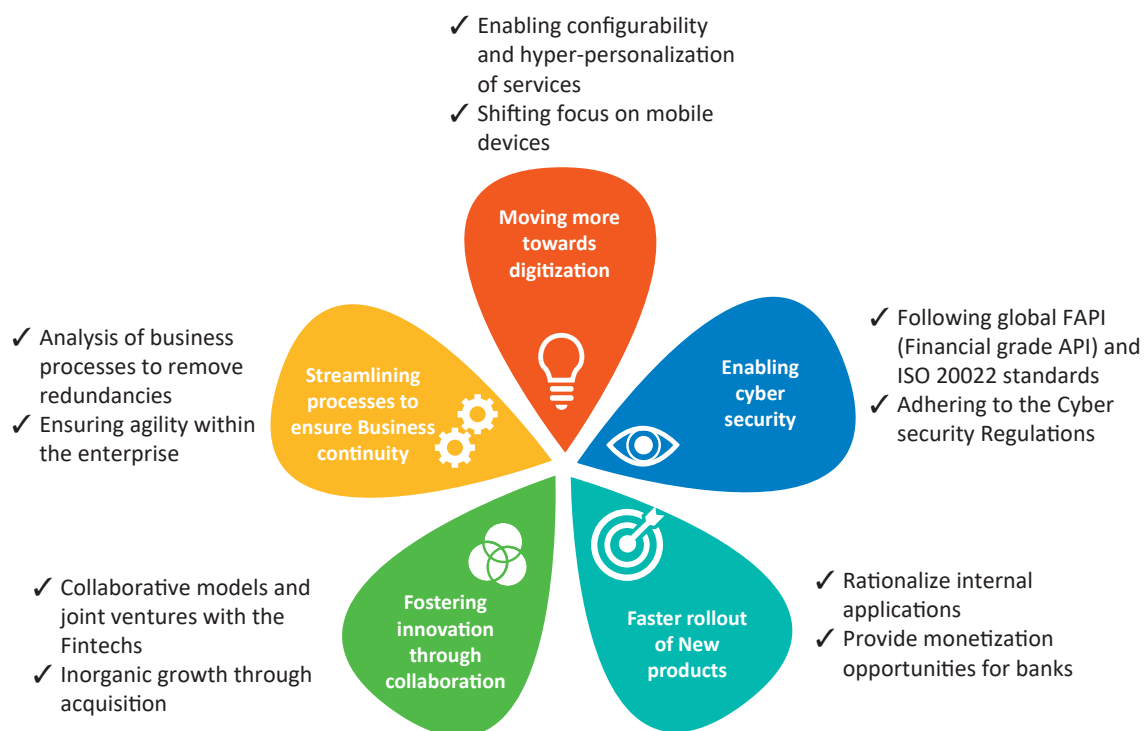 ✓ Enabling configurability
and hyper-personalization
of services
✓ Shifting focus on mobile
devices
Moving more
towards
digitization
✓ Following global FAPI
(Financial grade API) and
ISO 20022 standards
✓ Adhering to the Cyber
security Regulations
Enabling
cyber
security
✓ Analysis of business
processes to remove
redundancies
✓ Ensuring agility within
the enterprise
Streamlining
processes to
ensure Business
continuity
✓ Collaborative models and
joint ventures with the
Fintechs
✓ Inorganic growth through
acquisition
Fostering
innovation
through
collaboration
Faster rollout
of New
products
✓ Rationalize internal
applications
✓ Provide monetization
opportunities for banks